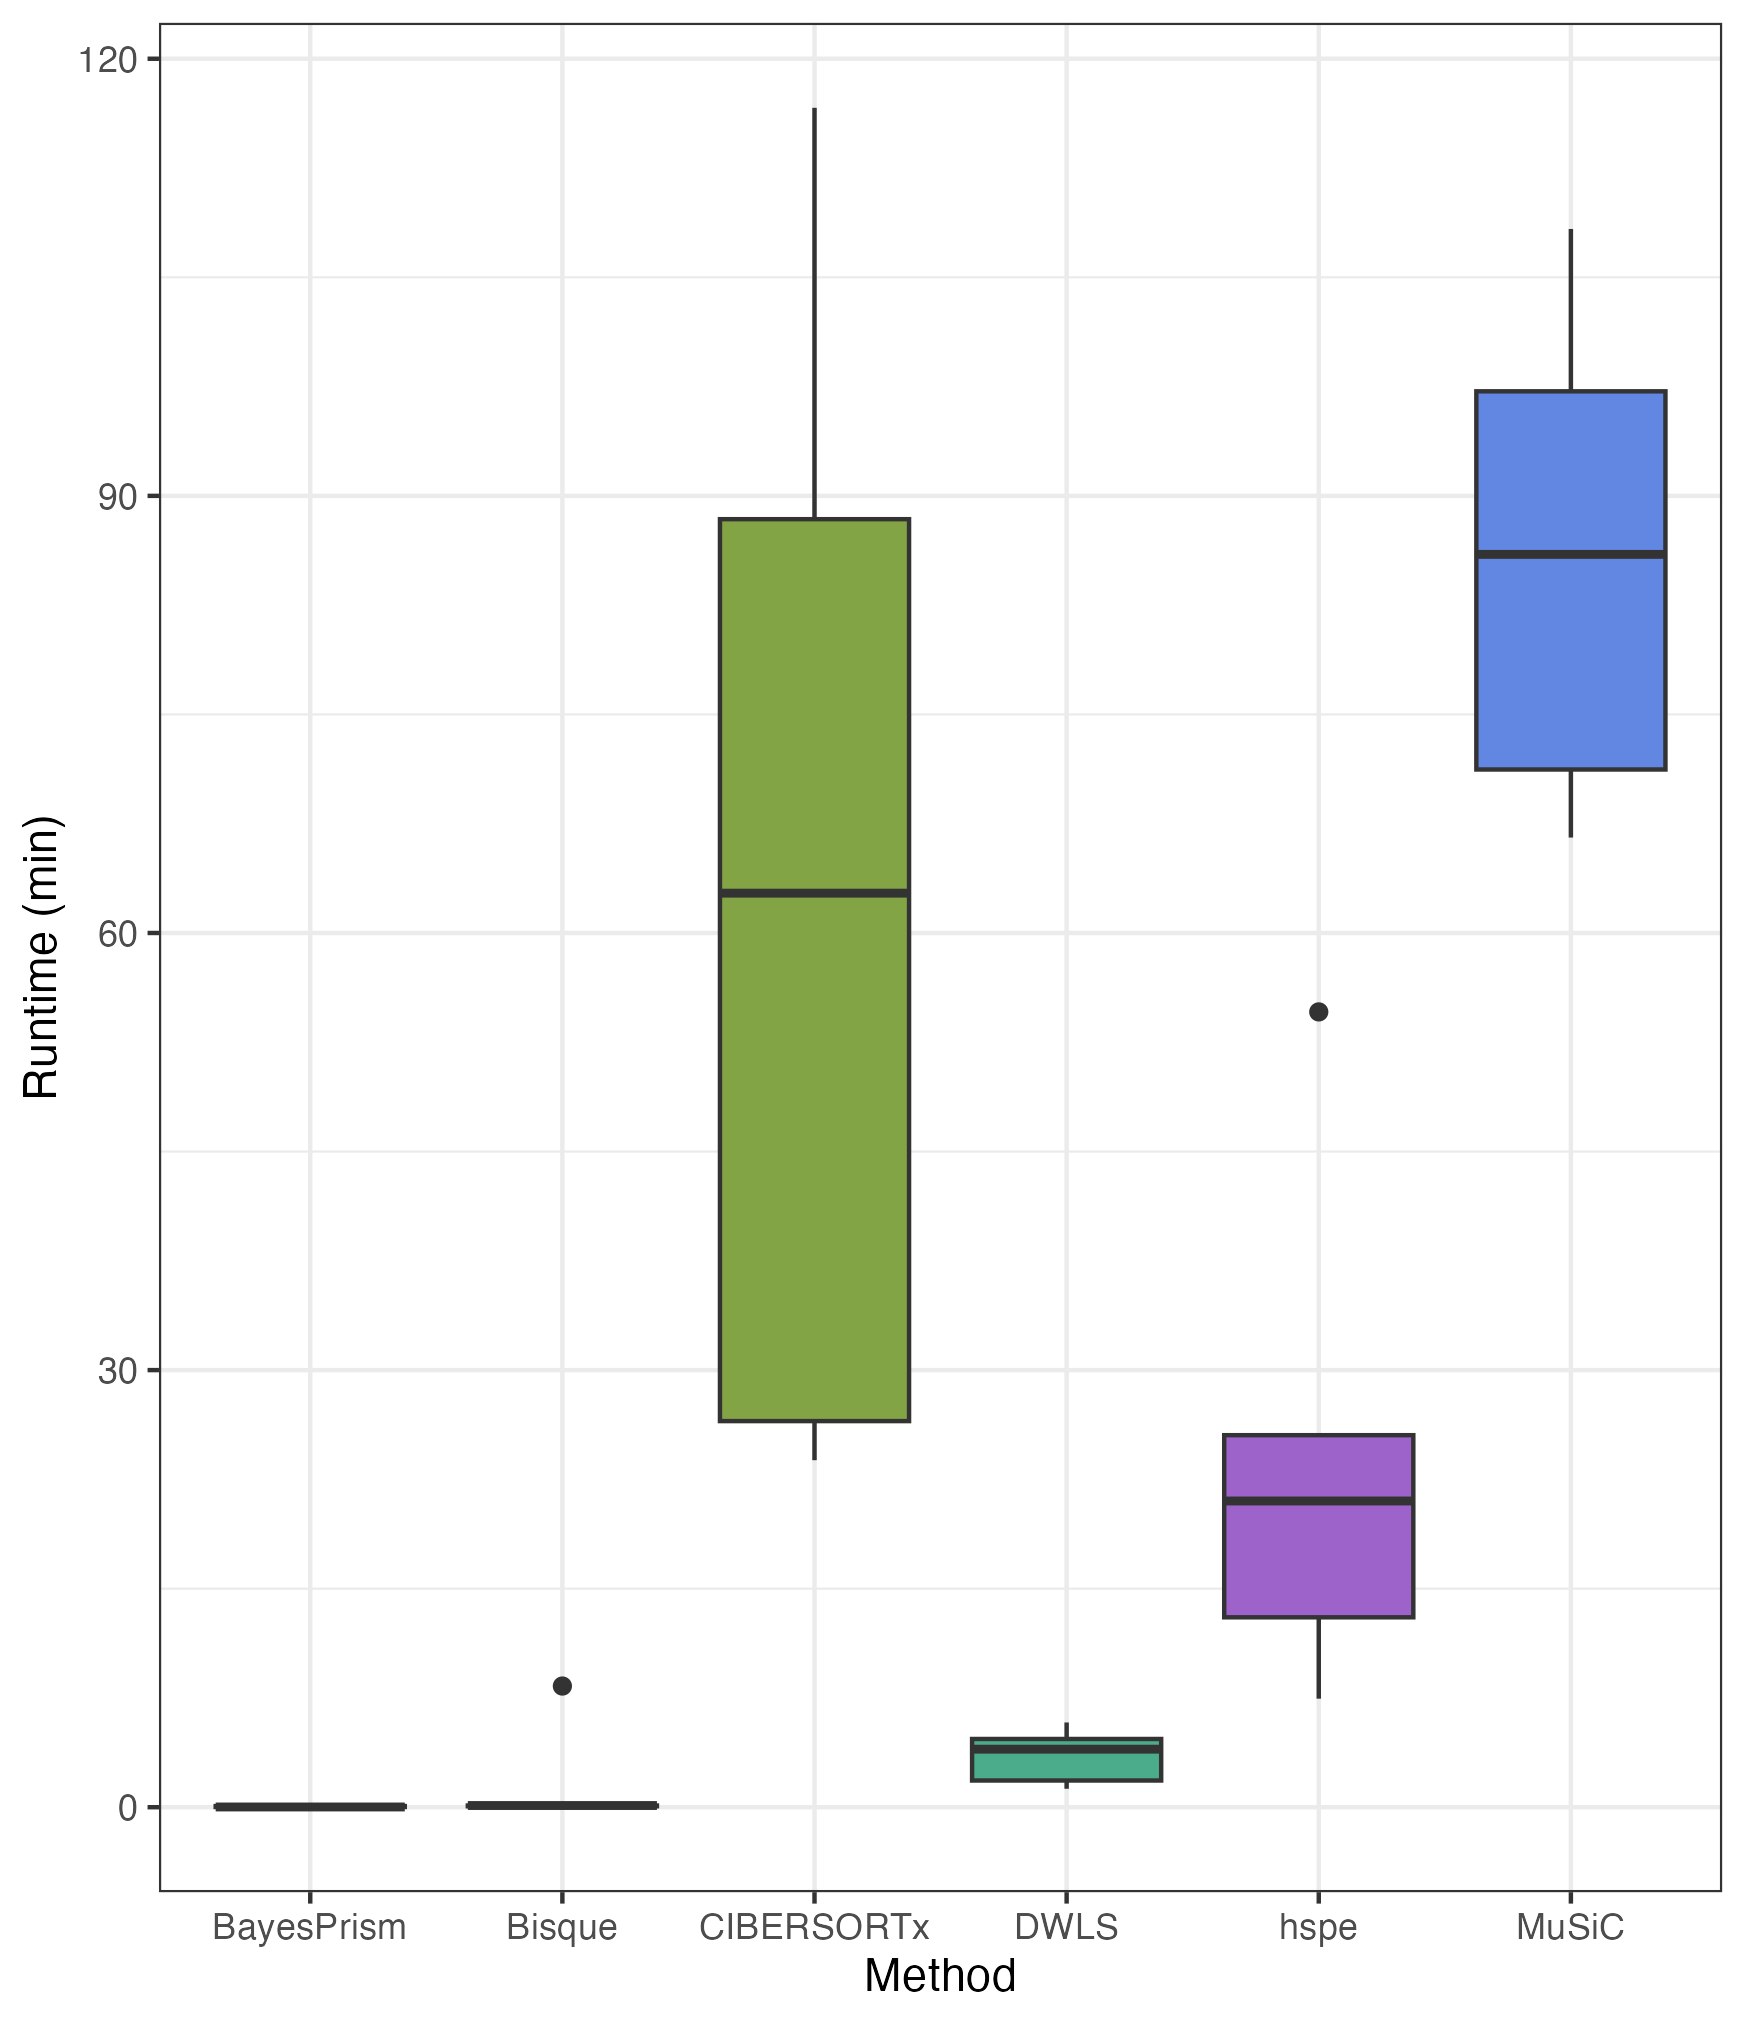 Runtime (min)
120
90
60
30
0
BayesPrism Bisque CIBERSORTx DWLS hspe MuSiC
Method